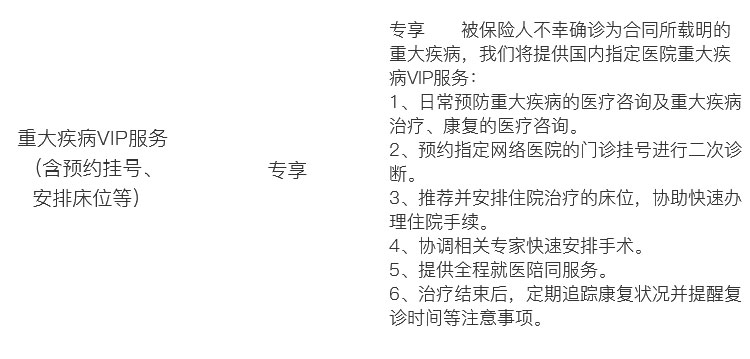 重大疾病VIP服务
（含预约挂号、
安排床位等）
专享
专享　　被保险人不幸确诊为合同所载明的
重大疾病，我们将提供国内指定医院重大疾
病VIP服务：
1、日常预防重大疾病的医疗咨询及重大疾病
治疗、康复的医疗咨询。
2、预约指定网络医院的门诊挂号进行二次诊
断。
3、推荐并安排住院治疗的床位，协助快速办
理住院手续。
4、协调相关专家快速安排手术。
5、提供全程就医陪同服务。
6、治疗结束后，定期追踪康复状况并提醒复
诊时间等注意事项。